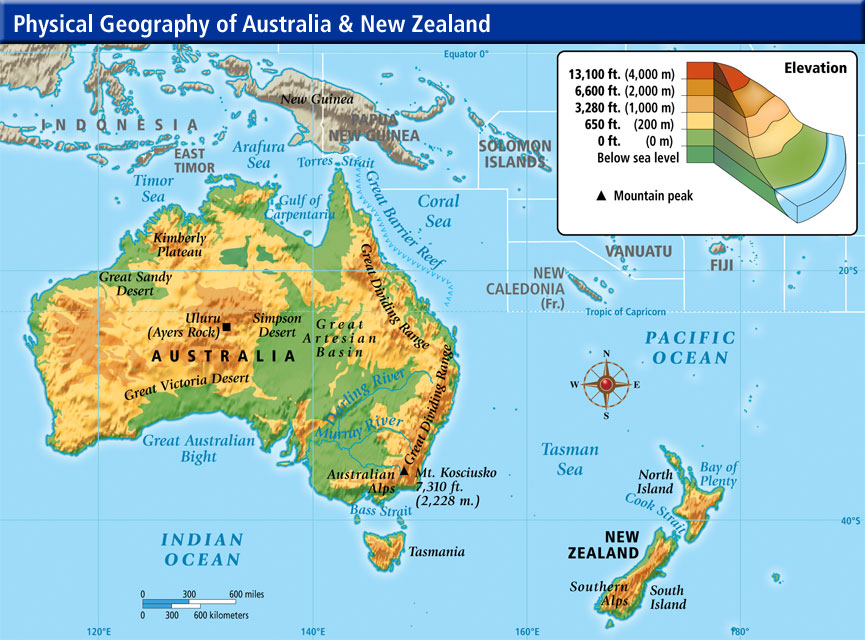 Physical Geography of Australia & New Zealand
Equator 0°
Elevation
13,100 ft. (4,000 m)
6,600 ft. (2,000 m)
3,280 ft. (1,000 m)
650 ft. (200 m)
0 ft. (0 m)
Below sea level
▲ Mountain peak
New Guinea
INDONESIA
PAPUA
NEW GUINEA
EAST
TIMOR
Arafura
Sea
Torres Strait
SOLOMON
ISLANDS
Timor
Sea
Gulf of
Carpentaria
Great Barrier Reef
Coral
Sea
Kimberly
Plateau
Great Sandy
Desert
Great Dividing Range
VANUATU
FIJI
NEW
CALEDONIA
(Fr.)
20°S
Tropic of Capricorn
Uluru
(Ayers Rock)
Simpson
Desert
Great
Artesian
Basin
AUSTRALIA
PACIFIC
OCEAN
Great Victoria Desert
Darling River
Murray River
Great Dividing Range
N
W
E
S
Great Australian
Bight
Australian
Alps
Mt. Kosciusko
7,310 ft.
(2,228 m.)
Bass Strait
Tasman
Sea
North
Island
Bay of
Plenty
Cook Strait
40°S
INDIAN
OCEAN
Tasmania
NEW
ZEALAND
Southern
Alps
South
Island
0 300 600 miles
0 300 600 kilometers
120°E
140°E
160°E
180°